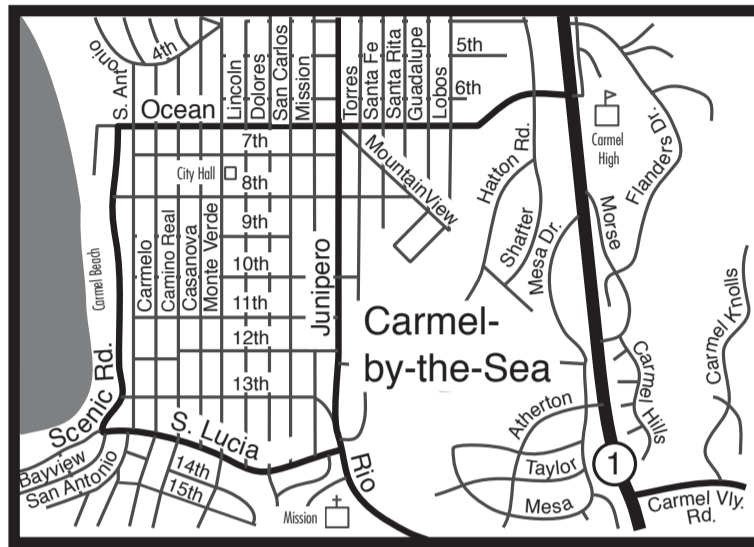 S. Antonio
4th
Lincoln
Dolores
San Carlos
Mission
Torres
Santa Fe
Santa Rita
Guadalupe
Lobos
5th
6th
Ocean
7th
City Hall
8th
Mountain View
Hatton Rd.
Carmel
High
Flanders Dr.
Carmel Beach
Carmelo
Camino Real
Casanova
Monte Verde
9th
10th
11th
12th
13th
Junipero
Shafter
Mesa Dr.
Morse
Carmel-
by-the-Sea
Carmel Knolls
Carmel Hills
Scenic Rd.
S. Lucia
Rio
Atherton
Taylor
Mesa
1
Bayview
San Antonio
14th
15th
Mission
Carmel Vly.
Rd.